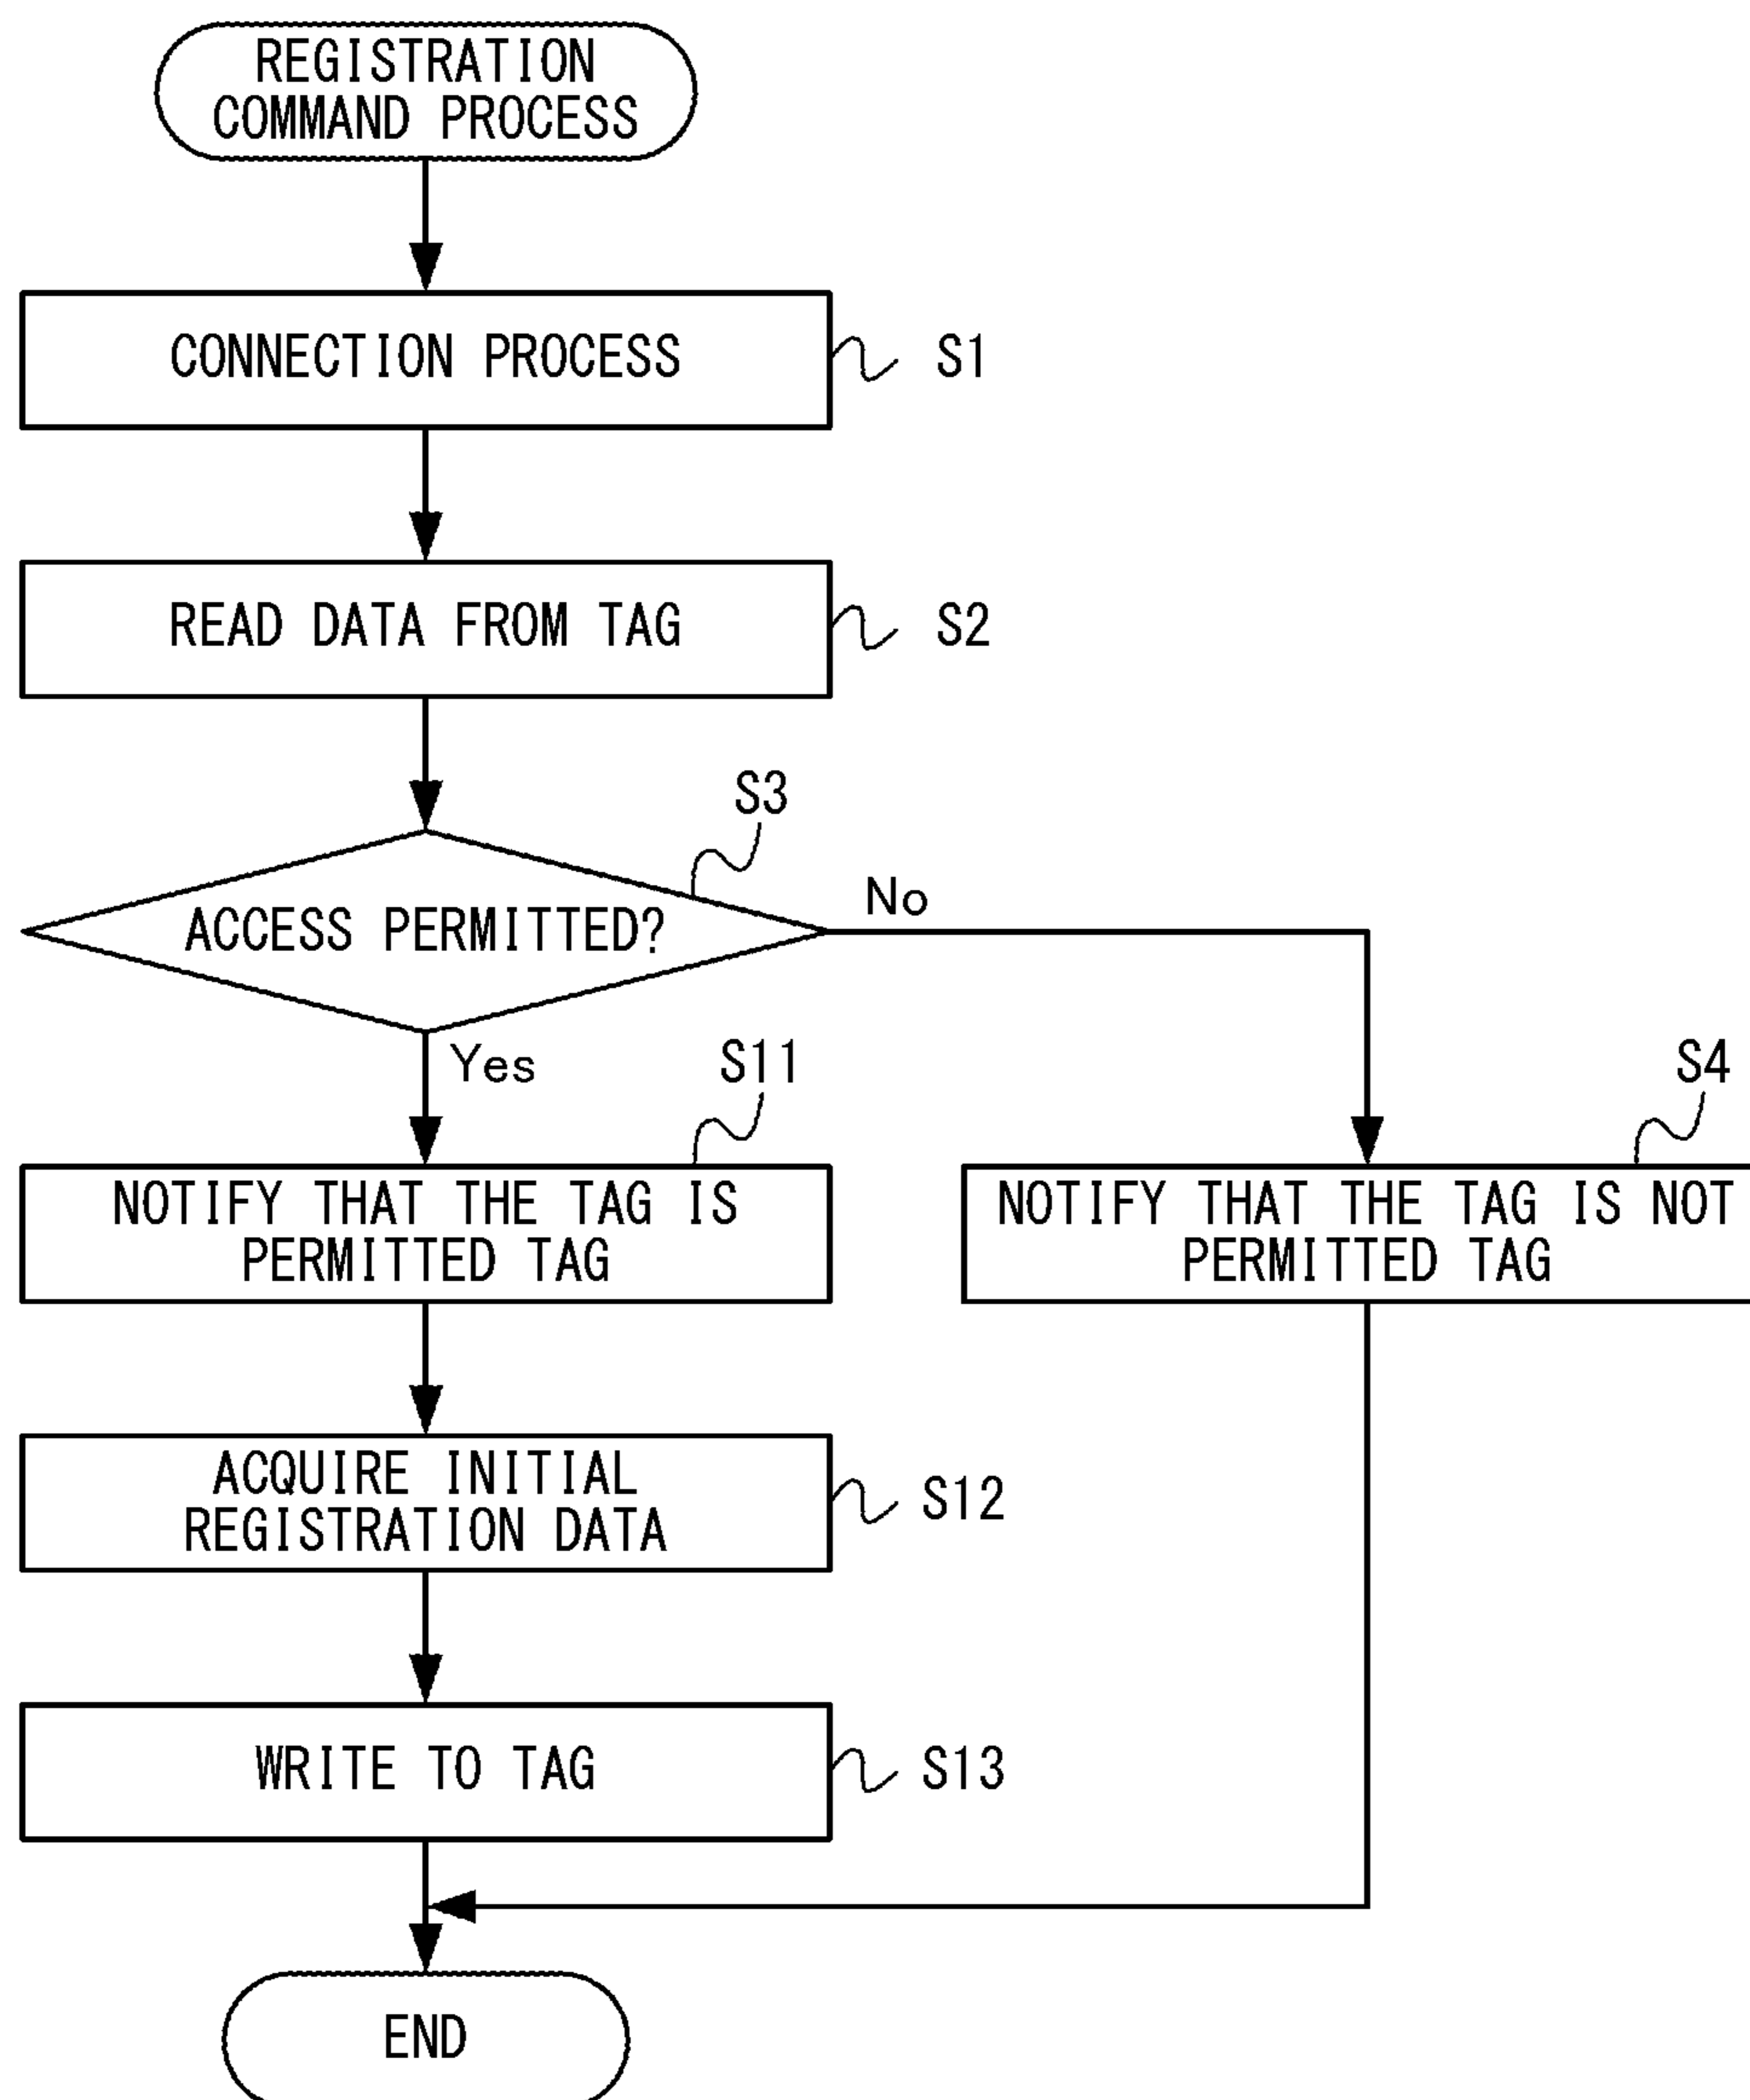 REGISTRATION
COMMAND PROCESS
CONNECTION PROCESS
S1
READ DATA FROM TAG
S2
S3
ACCESS PERMITTED?
No
Yes
S11
S4
NOTIFY THAT THE TAG IS
PERMITTED TAG
NOTIFY THAT THE TAG IS NOT
PERMITTED TAG
ACQUIRE INITIAL
REGISTRATION DATA
S12
WRITE TO TAG
S13
END